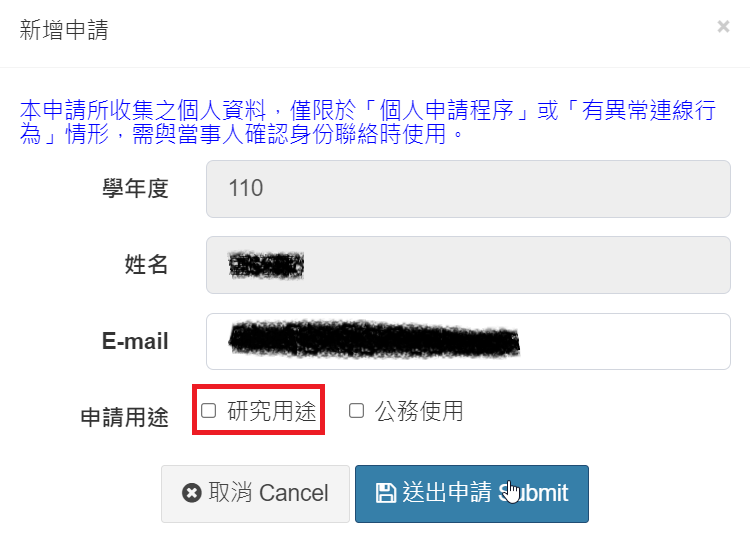 新增申請
×
本申請所收集之個人資料，僅限於「個人申請程序」或「有異常連線行
為」情形，需與當事人確認身份聯絡時使用。
學年度 110
姓名
E-mail
申請用途 研究用途 公務使用
取消 Cancel 送出申請 Submit